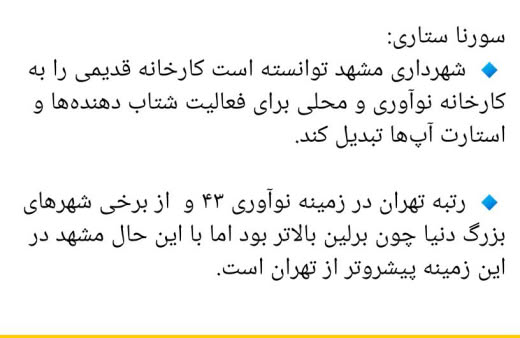 سورنا ستاری:
🔹 شهرداری مشهد توانسته است کارخانه قدیمی را به
کارخانه نوآوری و محلی برای فعالیت شتاب دهنده‌ها و
استارت آپ‌ها تبدیل کند.
🔹 رتبه تهران در زمینه نوآوری ۴۳ و از برخی شهرهای
بزرگ دنیا چون برلین بالاتر بود اما با این حال مشهد در
این زمینه پیشروتر از تهران است.